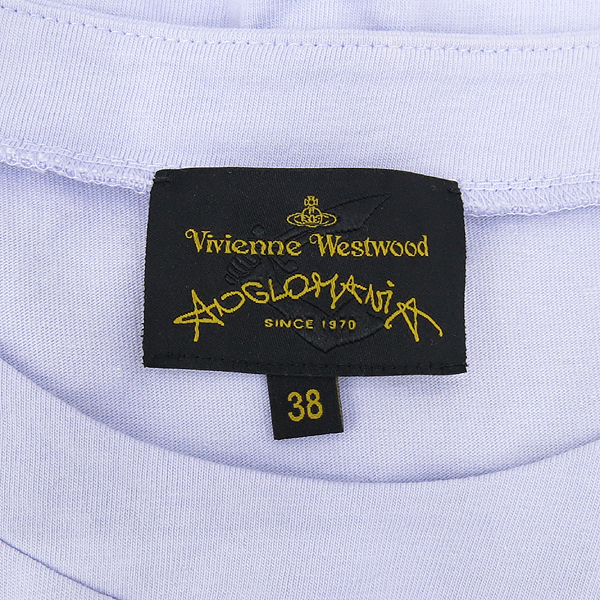 Vivienne Westwood
ANGLOMANIA
SINCE 1970
38